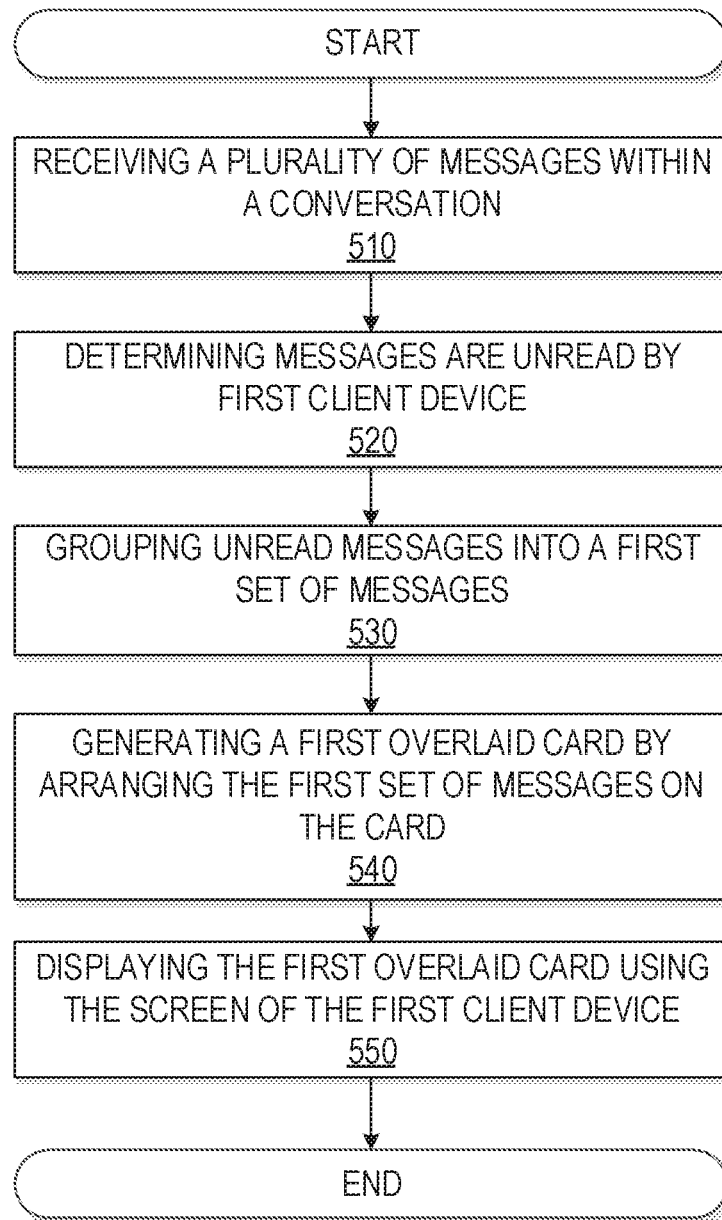 START
RECEIVING A PLURALITY OF MESSAGES WITHIN
A CONVERSATION
510
DETERMINING MESSAGES ARE UNREAD BY
FIRST CLIENT DEVICE
520
GROUPING UNREAD MESSAGES INTO A FIRST
SET OF MESSAGES
530
GENERATING A FIRST OVERLAID CARD BY
ARRANGING THE FIRST SET OF MESSAGES ON
THE CARD
540
DISPLAYING THE FIRST OVERLAID CARD USING
THE SCREEN OF THE FIRST CLIENT DEVICE
550
END